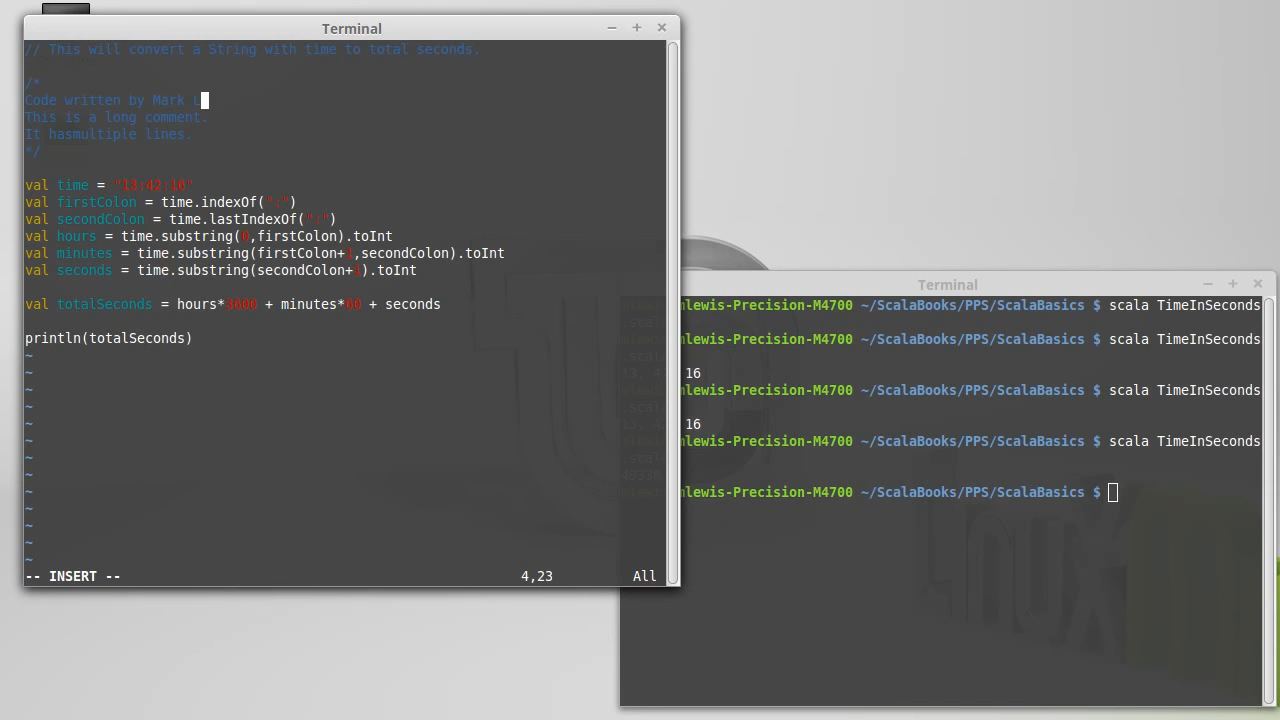 Terminal
// This will convert a String with time to total seconds.
/*
Code written by Mark L
This is a long comment.
It hasmultiple lines.
*/
val time = "13:42:16"
val firstColon = time.indexOf(":")
val secondColon = time.lastIndexOf(":")
val hours = time.substring(0,firstColon).toInt
val minutes = time.substring(firstColon+1,secondColon).toInt
val seconds = time.substring(secondColon+1).toInt
val totalSeconds = hours*3600 + minutes*60 + seconds
println(totalSeconds)
~
~
~
~
~
~
~
~
~
~
~
~
~
-- INSERT -- 4,23 All
Terminal
lewis-Precision-M4700 ~/ScalaBooks/PPS/ScalaBasics $ scala TimeInSeconds
lewis-Precision-M4700 ~/ScalaBooks/PPS/ScalaBasics $ scala TimeInSeconds
16
lewis-Precision-M4700 ~/ScalaBooks/PPS/ScalaBasics $ scala TimeInSeconds
16
lewis-Precision-M4700 ~/ScalaBooks/PPS/ScalaBasics $ scala TimeInSeconds
lewis-Precision-M4700 ~/ScalaBooks/PPS/ScalaBasics $